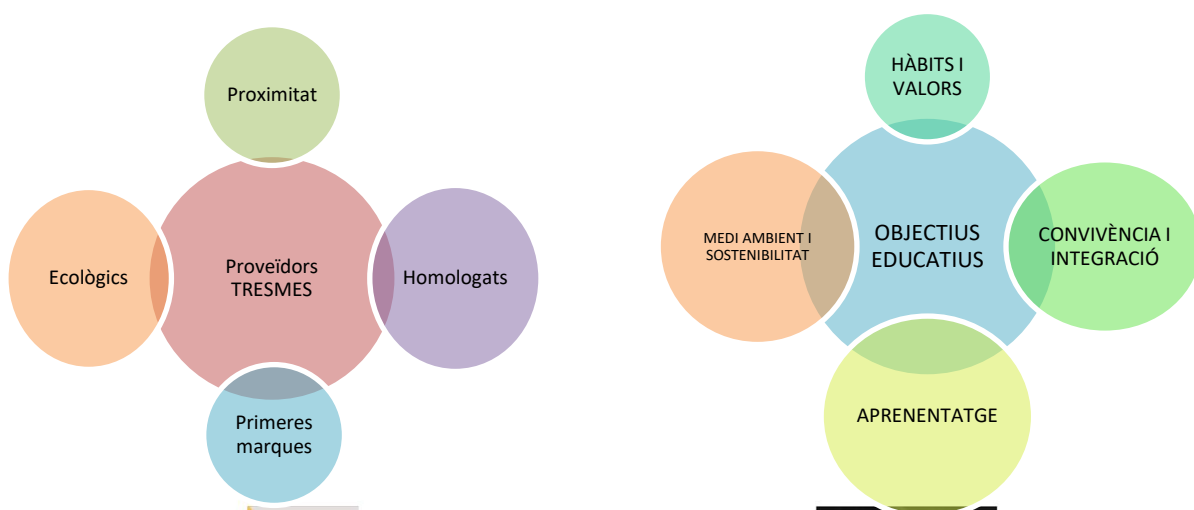 Proximitat
Ecològics
Proveïdors
TRESMES
Homologats
Primeres
marques
HÀBITS I
VALORS
MEDI AMBIENT I
SOSTENIBILITAT
OBJECTIUS
EDUCATIUS
CONVIVÈNCIA I
INTEGRACIÓ
APRENENTATGE